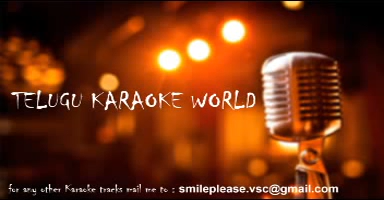 TELUGU KARAOKE WORLD
for any other Karaoke tracks mail me to : smileplease.vsc@gmail.com